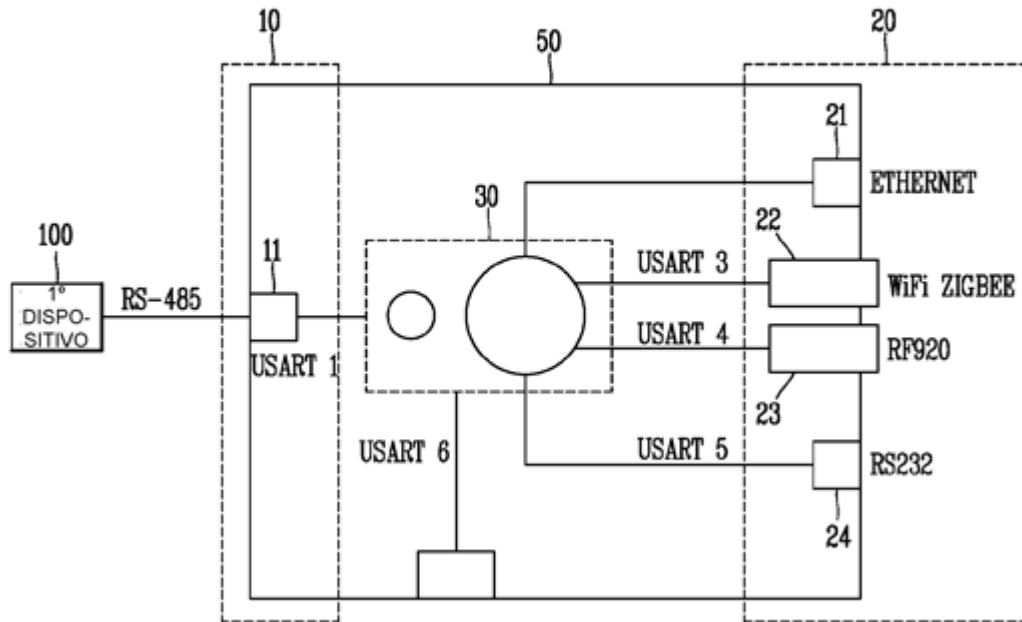 10
20
50
21
ETHERNET
30
22
100
11
USART 3
WiFi ZIGBEE
1º
DISPO-
SITIVO
RS-485
USART 4
RF920
USART 1
23
USART 6
USART 5
RS232
24